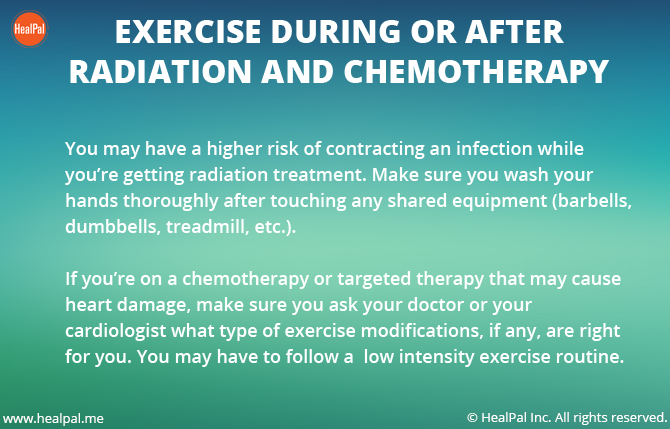 HealPal
EXERCISE DURING OR AFTER
RADIATION AND CHEMOTHERAPY
You may have a higher risk of contracting an infection while
you’re getting radiation treatment. Make sure you wash your
hands thoroughly after touching any shared equipment (barbells,
dumbbells, treadmill, etc.).
If you’re on a chemotherapy or targeted therapy that may cause
heart damage, make sure you ask your doctor or your
cardiologist what type of exercise modifications, if any, are right
for you. You may have to follow a  low intensity exercise routine.
www.healpal.me
© HealPal Inc. All rights reserved.